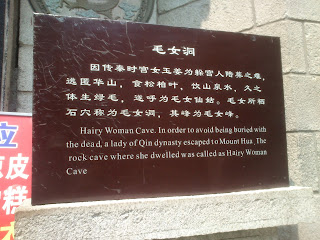 毛女洞
因传秦时宫女玉姜为躲宫人陪葬之难，
逃匿华山，食松柏叶，饮山泉水，久之
体生绿毛，遂呼为毛女仙姑。毛女所栖
石穴称为毛女洞，其峰为毛女峰。
Hairy Woman Cave. In order to avoid being buried with
the dead, a lady of Qin dynasty escaped to Mount Hua. The
rock cave where she dwelled was called as Hairy Woman
Cave
皮
糕